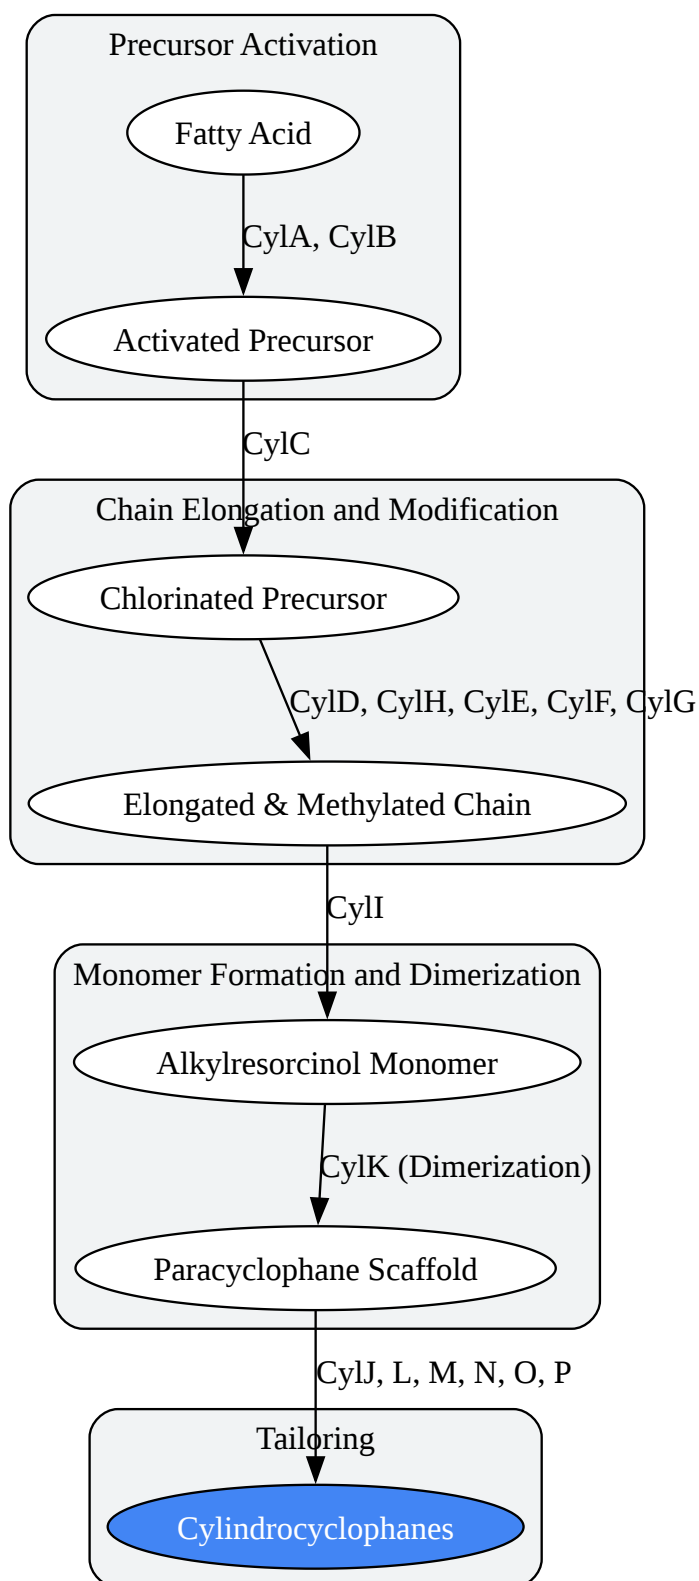 Precursor Activation
Fatty Acid
CylA, CylB
Activated Precursor
CylC
Chain Elongation and Modification
Chlorinated Precursor
CylD, CylH, CylE, CylF, CylG
Elongated & Methylated Chain
CylI
Monomer Formation and Dimerization
Alkylresorcinol Monomer
CylK (Dimerization)
Paracyclophane Scaffold
CylJ, L, M, N, O, P
Tailoring
Cylindrocyclophanes